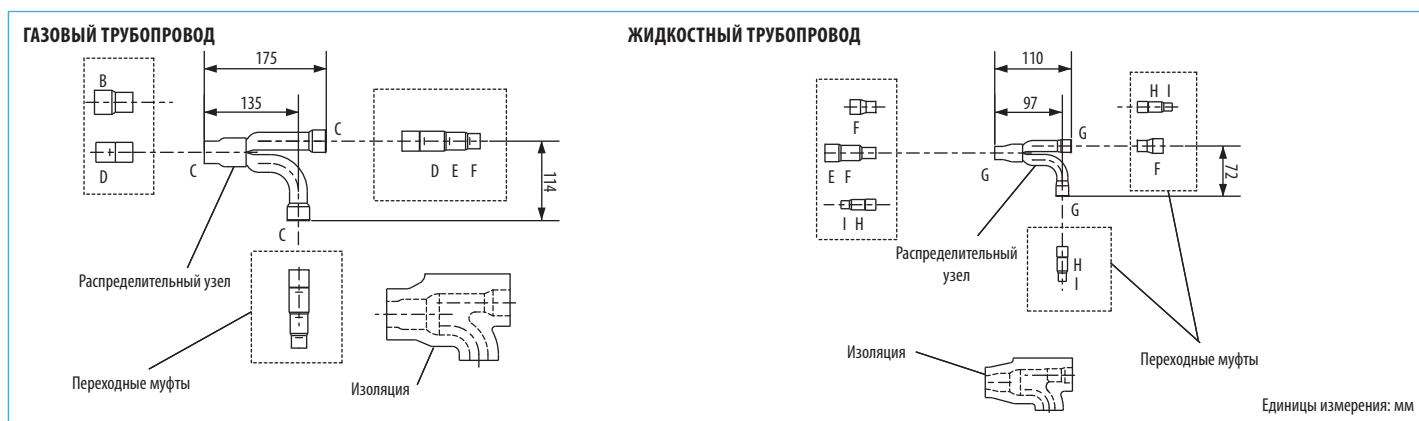 ГАЗОВЫЙ ТРУБОПРОВОД
175
135
B
D
C
C
C
D E F
114
Распределительный узел
Переходные муфты
Изоляция
ЖИДКОСТНЫЙ ТРУБОПРОВОД
110
97
F
E F
I H
G
G
G
H I
F
72
H
I
Распределительный
узел
Изоляция
Переходные муфты
Единицы измерения: мм